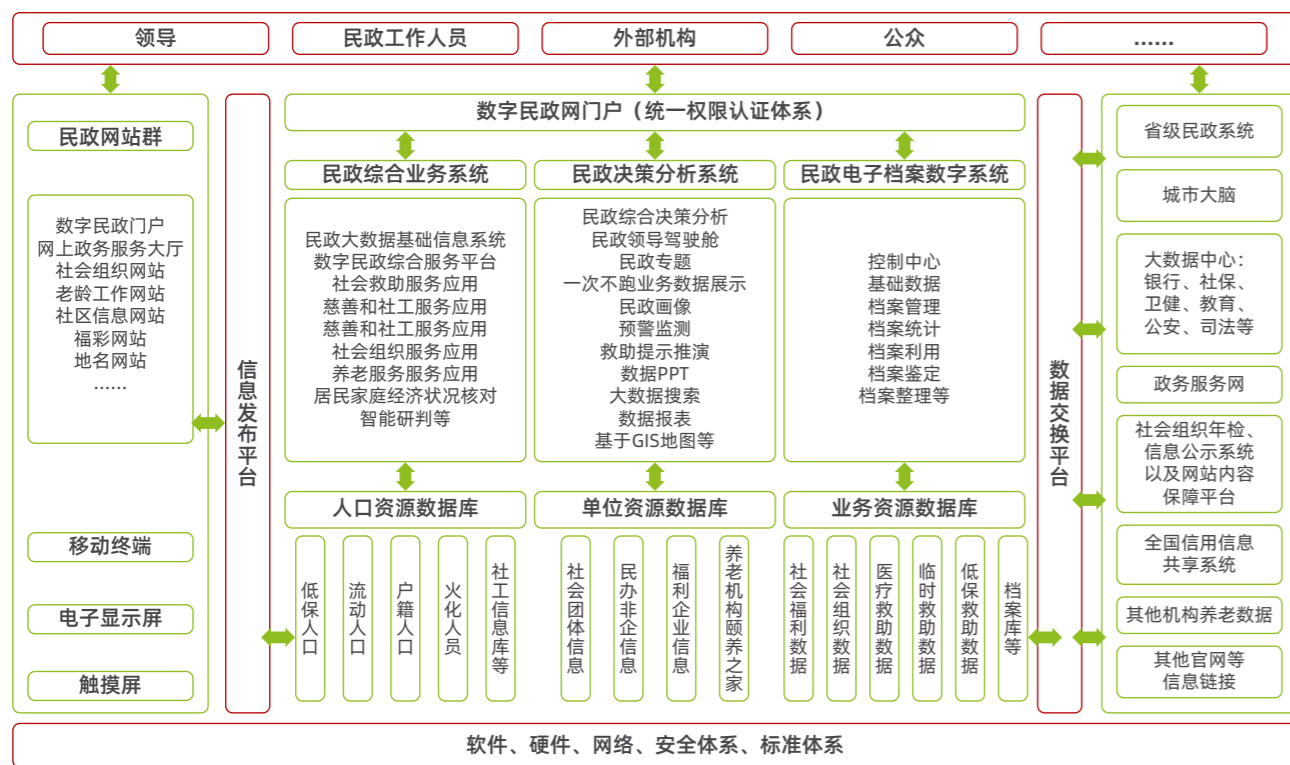 领导
民政工作人员
外部机构
公众
......
民政网站群
数字民政门户
网上政务服务大厅
社会组织网站
老龄工作网站
社区信息网站
福彩网站
地名网站
......
移动终端
电子显示屏
触摸屏
信息发布平台
数字民政网门户（统一权限认证体系）
民政综合业务系统
民政大数据基础信息系统
数字民政综合服务平台
社会救助服务应用
慈善和社工服务应用
慈善和社工服务应用
社会组织服务应用
养老服务服务应用
居民家庭经济状况核对
智能研判等
民政决策分析系统
民政综合决策分析
民政领导驾驶舱
民政专题
一次不跑业务数据展示
民政画像
预警监测
救助提示推演
数据PPT
大数据搜索
数据报表
基于GIS地图等
民政电子档案数字系统
控制中心
基础数据
档案管理
档案统计
档案利用
档案鉴定
档案整理等
人口资源数据库
低保人口
流动人口
户籍人口
火化人员
社工信息库等
单位资源数据库
社会团体信息
民办非企信息
福利企业信息
养老机构颐养之家
业务资源数据库
社会福利数据
社会组织数据
医疗救助数据
临时救助数据
低保救助数据
档案库等
数据交换平台
省级民政系统
城市大脑
大数据中心：
银行、社保、
卫健、教育、
公安、司法等
政务服务网
社会组织年检、
信息公示系统
以及网站内容
保障平台
全国信用信息
共享系统
其他机构养老数据
其他官网等
信息链接
软件、硬件、网络、安全体系、标准体系